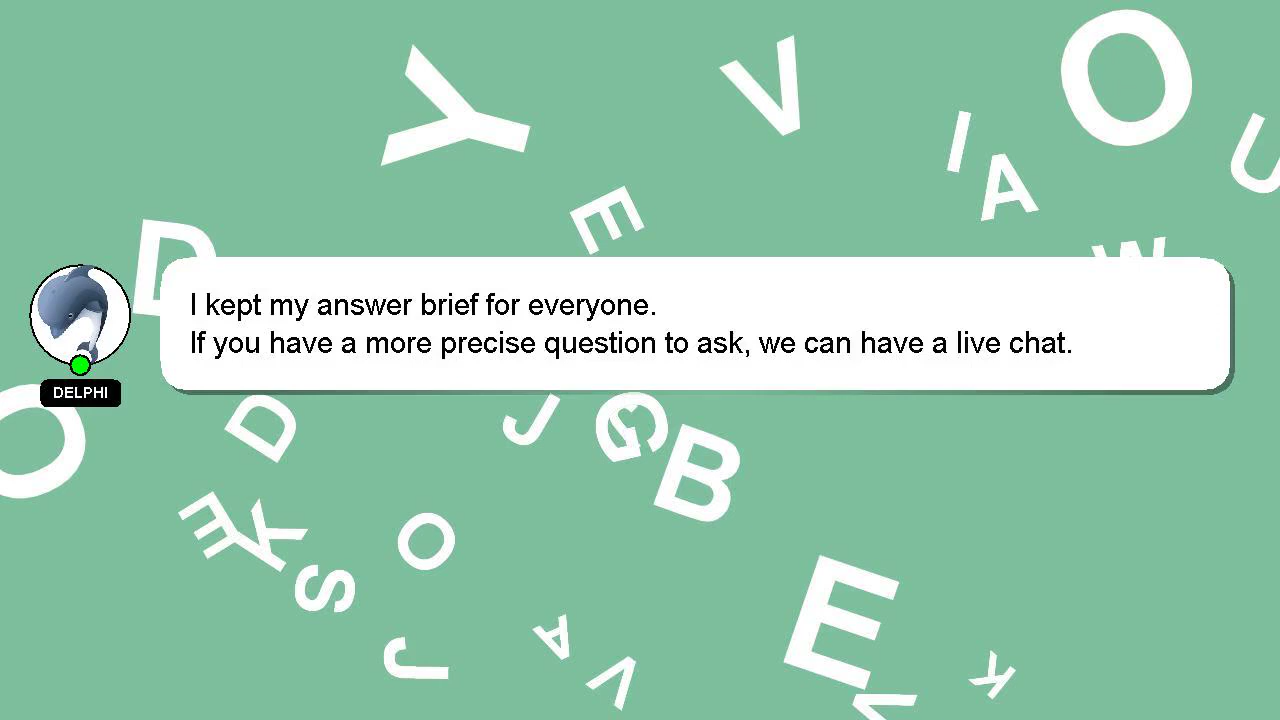 Y
V
O
I
A
U
E
D
W
I kept my answer brief for everyone.
If you have a more precise question to ask, we can have a live chat.
DELPHI
O
D
J
G
B
E
K
O
S
E
J
A
V
K
V